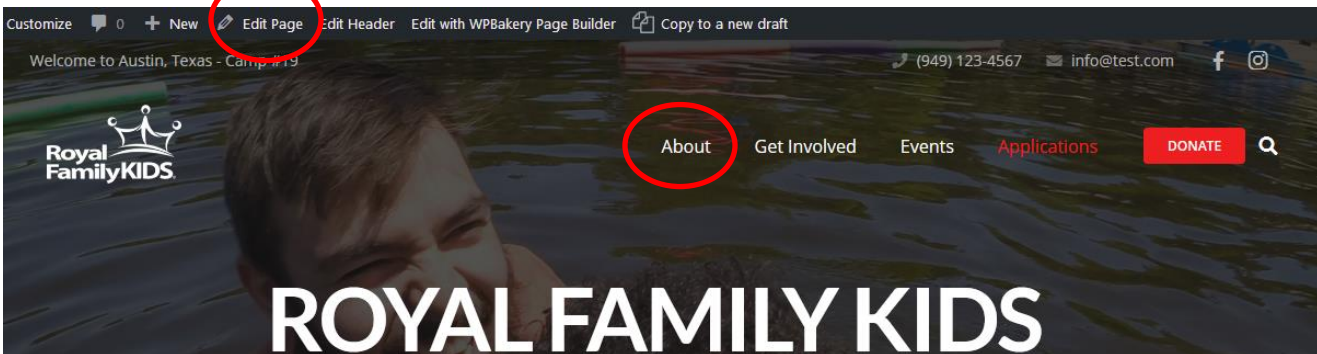 Customize 0 New Edit Page Edit Header Edit with WPBakery Page Builder Copy to a new draft
Welcome to Austin, Texas - Camp #19 (949) 123-4567 info@test.com
Royal
FamilyKIDS.
About Get Involved Events Applications DONATE
ROYAL FAMILY KIDS